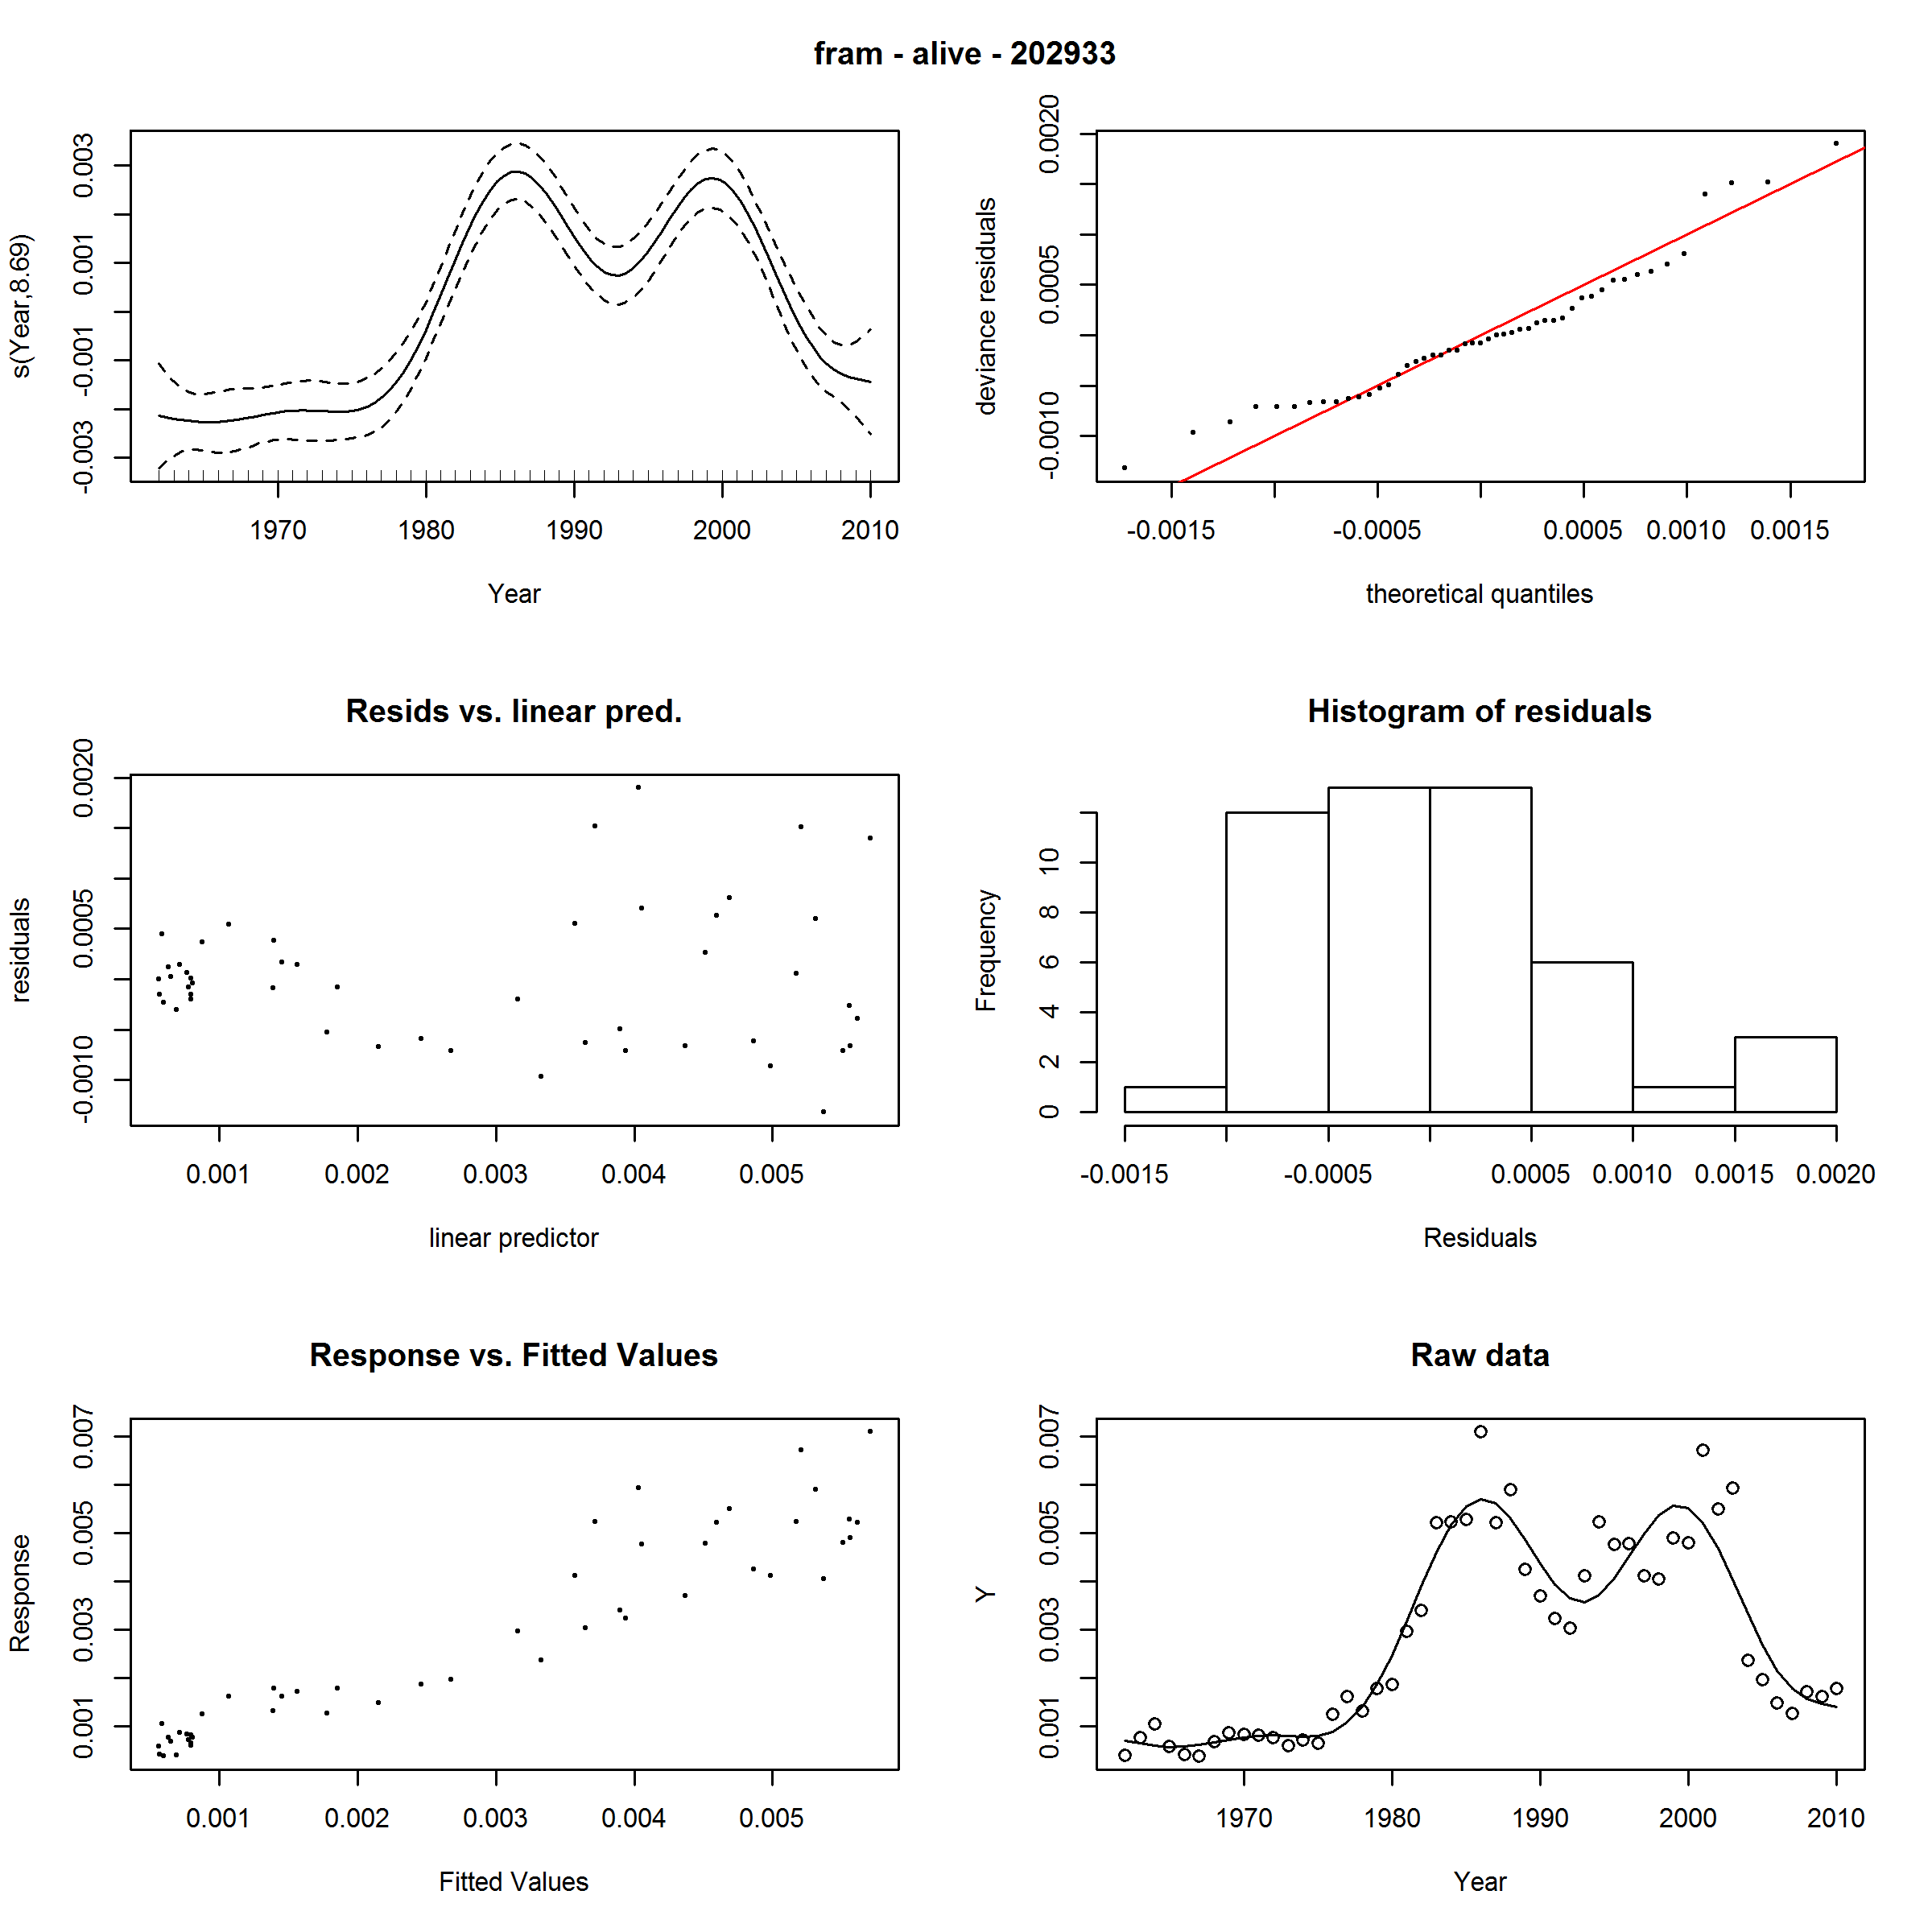 fram - alive - 202933
s(Year,8.69)
-0.003 -0.001 0.001 0.003
1970 1980 1990 2000 2010
Year
deviance residuals
-0.0010 0.0005 0.0020
-0.0015 -0.0005 0.0005 0.0010 0.0015
theoretical quantiles
Resids vs. linear pred.
residuals
-0.0010 0.0005 0.0020
0.001 0.002 0.003 0.004 0.005
linear predictor
Histogram of residuals
Frequency
0 2 4 6 8 10
-0.0015 -0.0005 0.0005 0.0010 0.0015 0.0020
Residuals
Response vs. Fitted Values
Response
0.001 0.003 0.005 0.007
0.001 0.002 0.003 0.004 0.005
Fitted Values
Raw data
Y
0.001 0.003 0.005 0.007
1970 1980 1990 2000 2010
Year